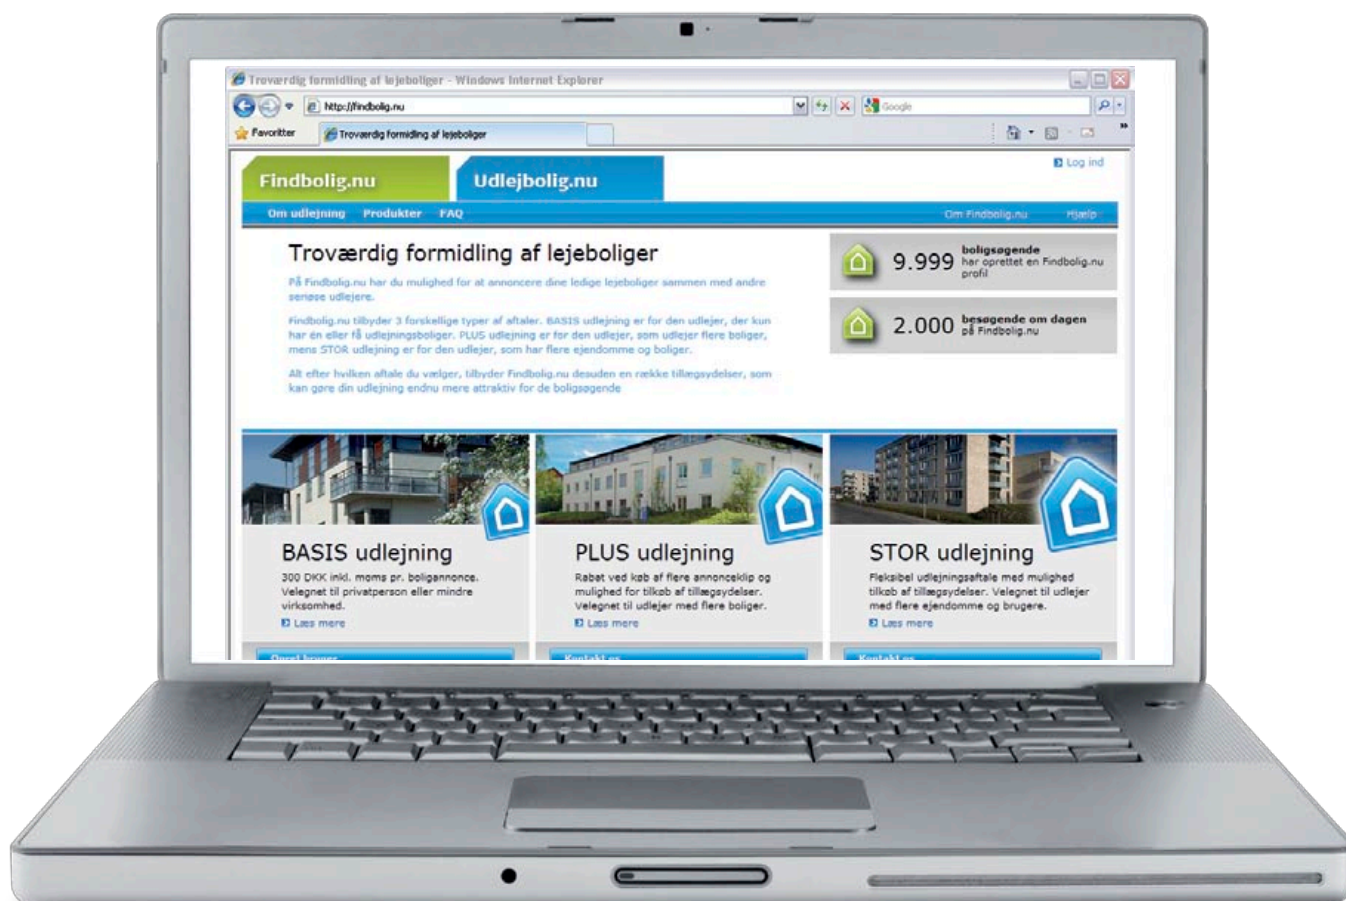 Troværdig formidling af lejeboliger - Windows Internet Explorer
http://findbolig.nu
Google
Favoritter
Troværdig formidling af lejeboliger
Log ind
Findbolig.nu
Udlejbolig.nu
Om udlejning Produkter FAQ
Om Findbolig.nu Hjælp
Troværdig formidling af lejeboliger
På Findbolig.nu har du mulighed for at annoncere dine ledige lejeboliger sammen med andre
seriøse udlejere.
Findbolig.nu tilbyder 3 forskellige typer af aftaler. BASIS udlejning er for den udlejer, der kun
har én eller få udlejningsboliger. PLUS udlejning er for den udlejer, som udlejer flere boliger,
mens STOR udlejning er for den udlejer, som har flere ejendomme og boliger.
Alt efter hvilken aftale du vælger, tilbyder Findbolig.nu desuden en række tillægsydelser, som
kan gøre din udlejning endnu mere attraktiv for de boligsøgende
9.999 boligsøgende
har oprettet en Findbolig.nu
profil
2.000 besøgende om dagen
på Findbolig.nu
BASIS udlejning
300 DKK inkl. moms pr. boligannonce.
Velegnet til privatperson eller mindre
virksomhed.
Læs mere
Opret bruger
PLUS udlejning
Rabat ved køb af flere annonceklip og
mulighed for tilkøb af tillægsydelser.
Velegnet til udlejer med flere boliger.
Læs mere
Kontakt os
STOR udlejning
Fleksibel udlejningsaftale med mulighed
tilkøb af tillægsydelser. Velegnet til udlejer
med flere ejendomme og brugere.
Læs mere
Kontakt os